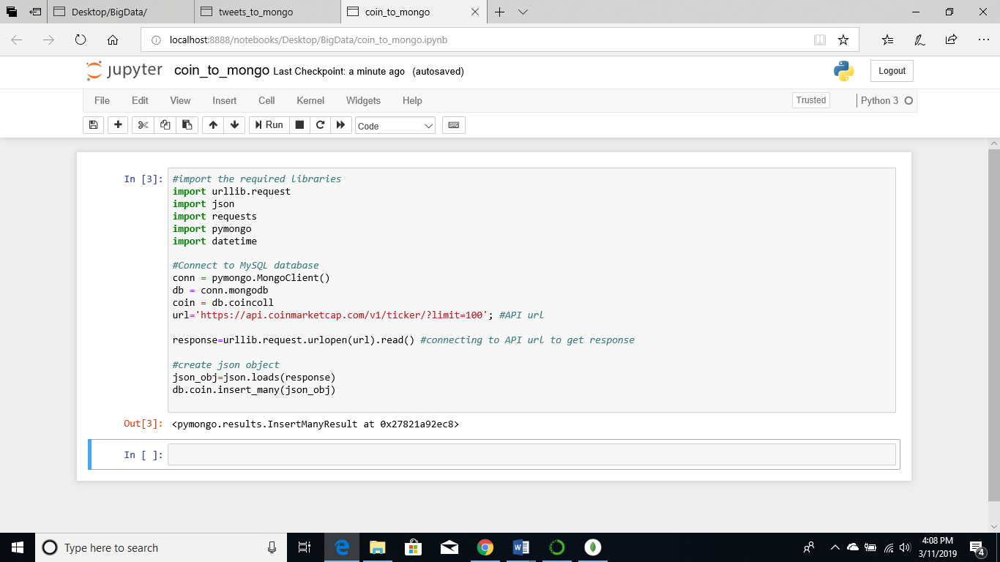 Desktop/BigData/
tweets_to_mongo
coin_to_mongo
localhost:8888/notebooks/Desktop/BigData/coin_to_mongo.ipynb
jupyter coin_to_mongo Last Checkpoint: a minute ago (autosaved)
Logout
File Edit View Insert Cell Kernel Widgets Help
Trusted
Python 3
Run
Code
In [3]:
#import the required libraries
import urllib.request
import json
import requests
import pymongo
import datetime
#Connect to MySQL database
conn = pymongo.MongoClient()
db = conn.mongodb
coin = db.coincoll
url='https://api.coinmarketcap.com/v1/ticker/?limit=100'; #API url
response=urllib.request.urlopen(url).read() #connecting to API url to get response
#create json object
json_obj=json.loads(response)
db.coin.insert_many(json_obj)
Out[3]: <pymongo.results.InsertManyResult at 0x27821a92ec8>
In [ ]:
Type here to search
4:08 PM
3/11/2019
4